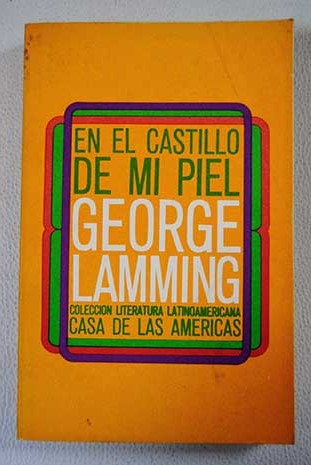 EN EL CASTILLO
DE MI PIEL
GEORGE
LAMMING
COLECCION LITERATURA LATINOAMERICANA
CASA DE LAS AMERICAS